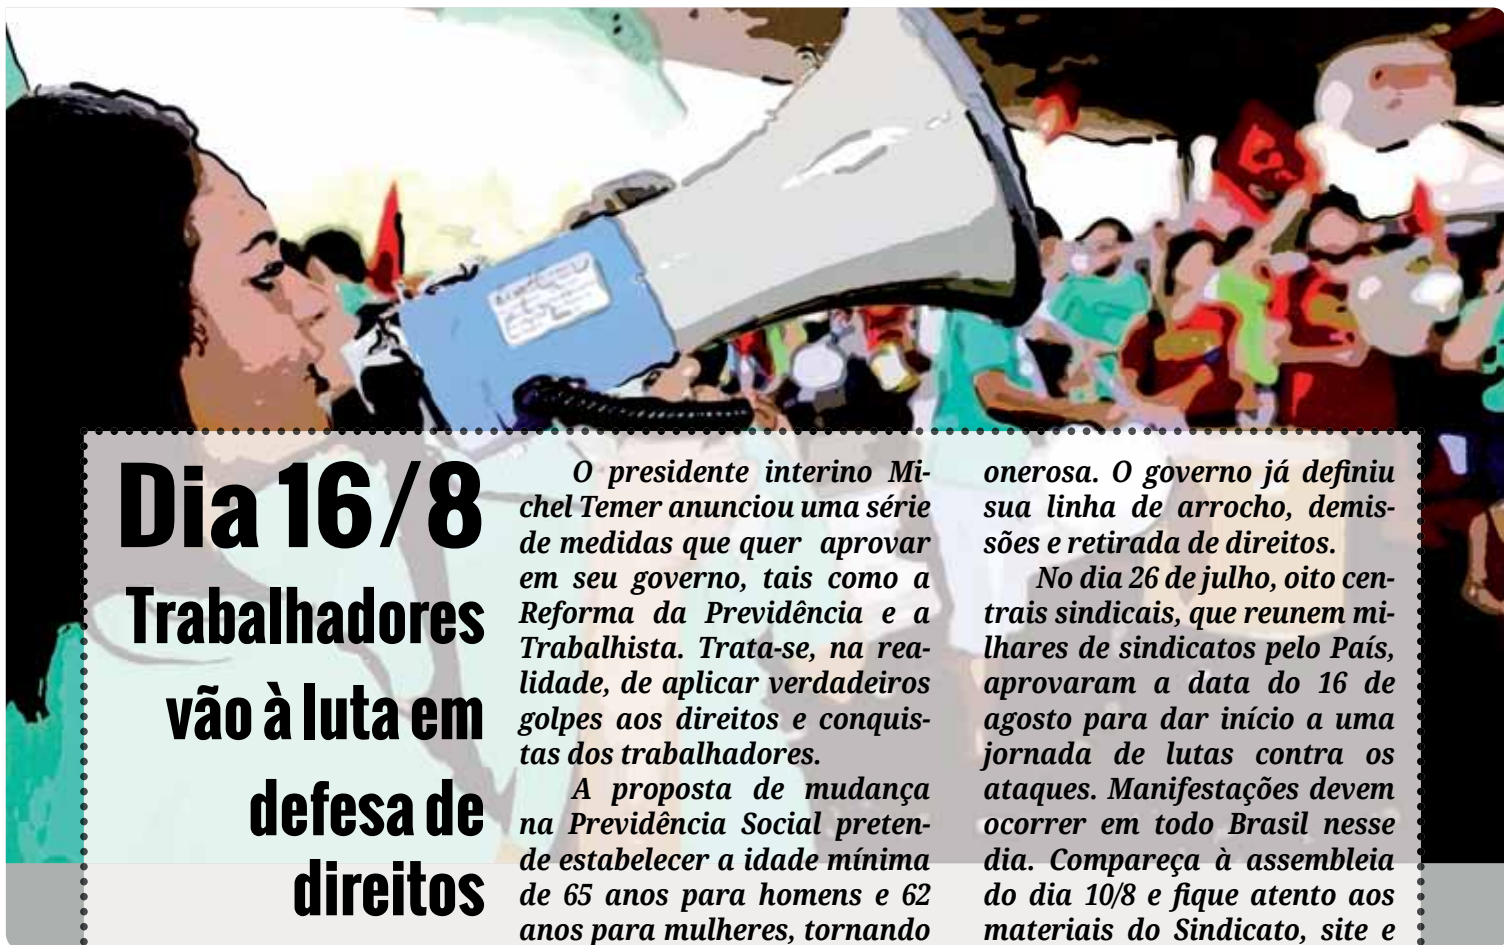 Dia 16/8
Trabalhadores
vão à luta em
defesa de
direitos
O presidente interino Mi-
chel Temer anunciou uma série
de medidas que quer aprovar
em seu governo, tais como a
Reforma da Previdência e a
Trabalhista. Trata-se, na rea-
lidade, de aplicar verdadeiros
golpes aos direitos e conquis-
tas dos trabalhadores.
A proposta de mudança
na Previdência Social preten-
de estabelecer a idade mínima
de 65 anos para homens e 62
anos para mulheres, tornando
onerosa. O governo já definiu
sua linha de arrocho, demis-
sões e retirada de direitos.
No dia 26 de julho, oito cen-
trais sindicais, que reunem mi-
lhares de sindicatos pelo País,
aprovaram a data do 16 de
agosto para dar início a uma
jornada de lutas contra os
ataques. Manifestações devem
ocorrer em todo Brasil nesse
dia. Compareça à assembleia
do dia 10/8 e fique atento aos
materiais do Sindicato, site e